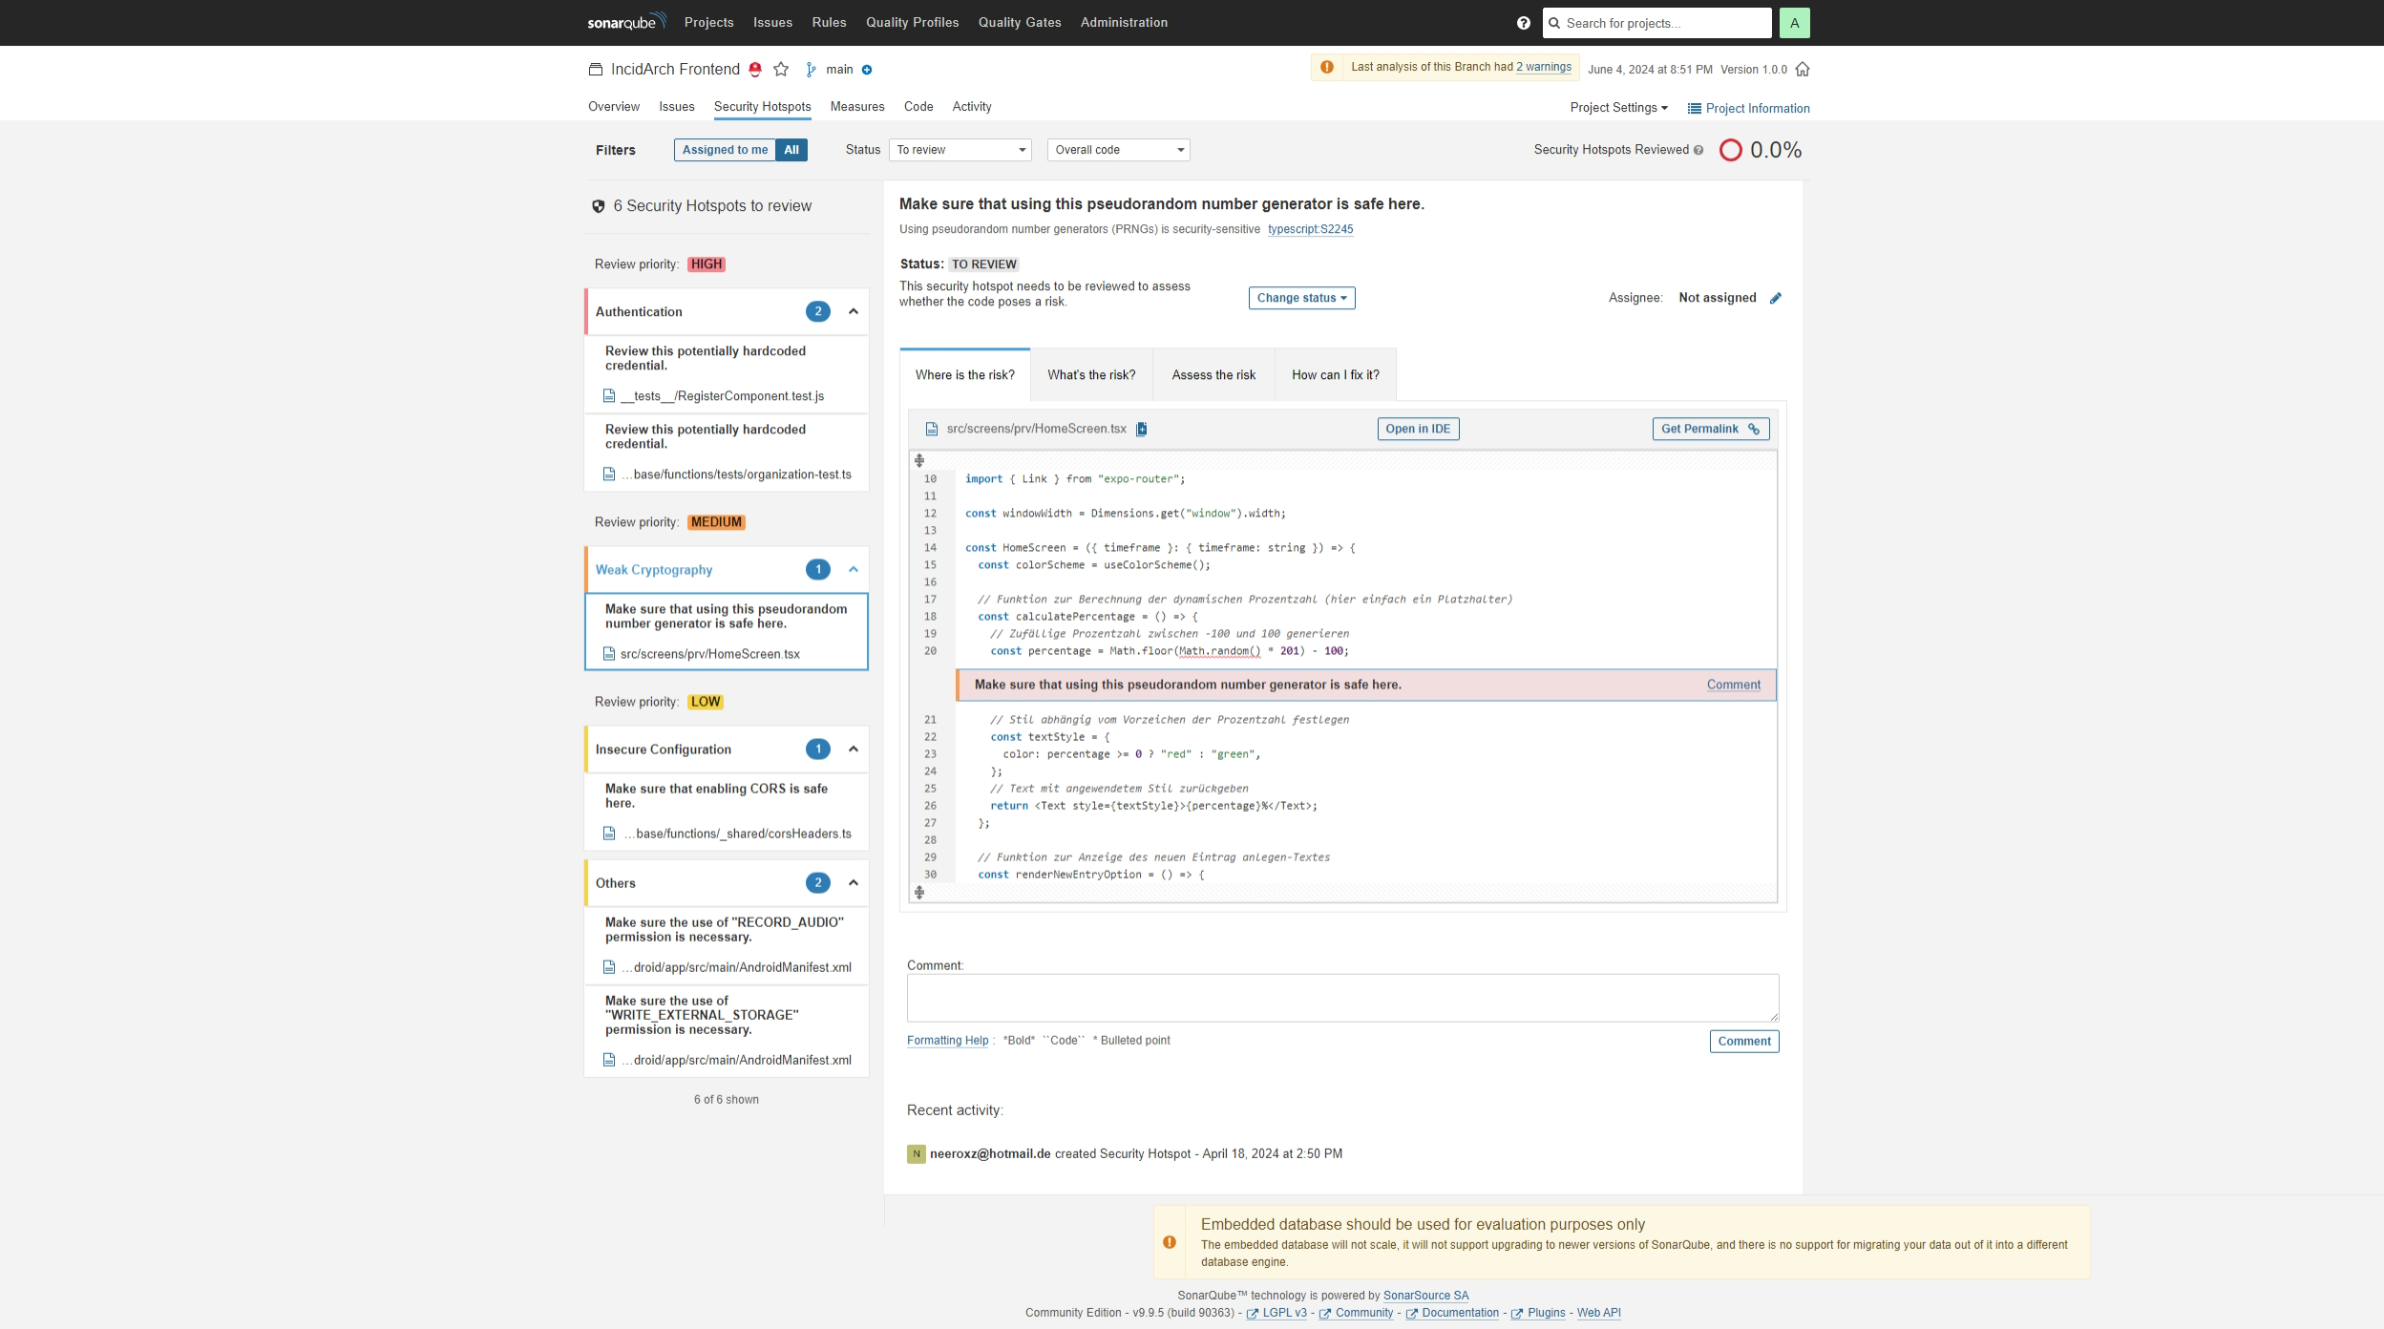 sonarqube Projects Issues Rules Quality Profiles Quality Gates Administration Search for projects... A
IncidArch Frontend main Last analysis of this Branch had 2 warnings June 4, 2024 at 8:51 PM Version 1.0.0
Overview Issues Security Hotspots Measures Code Activity Project Settings Project Information
Filters Assigned to me All Status To review Overall code Security Hotspots Reviewed 0.0%
6 Security Hotspots to review
Review priority: HIGH
Authentication 2
Review this potentially hardcoded
credential.
__tests__/RegisterComponent.test.js
Review this potentially hardcoded
credential.
...base/functions/tests/organization-test.ts
Review priority: MEDIUM
Weak Cryptography 1
Make sure that using this pseudorandom
number generator is safe here.
src/screens/prv/HomeScreen.tsx
Review priority: LOW
Insecure Configuration 1
Make sure that enabling CORS is safe
here.
...base/functions/_shared/corsHeaders.ts
Others 2
Make sure the use of "RECORD_AUDIO"
permission is necessary.
...droid/app/src/main/AndroidManifest.xml
Make sure the use of
"WRITE_EXTERNAL_STORAGE"
permission is necessary.
...droid/app/src/main/AndroidManifest.xml
6 of 6 shown
Make sure that using this pseudorandom number generator is safe here.
Using pseudorandom number generators (PRNGs) is security-sensitive typescript:S2245
Status: TO REVIEW
This security hotspot needs to be reviewed to assess
whether the code poses a risk.
Change status
Assignee: Not assigned
Where is the risk? What's the risk? Assess the risk How can I fix it?
src/screens/prv/HomeScreen.tsx Open in IDE Get Permalink
10 import { Link } from "expo-router";
11
12 const windowWidth = Dimensions.get("window").width;
13
14 const HomeScreen = ({ timeframe }: { timeframe: string }) => {
15 const colorScheme = useColorScheme();
16
17 // Funktion zur Berechnung der dynamischen Prozentzahl (hier einfach ein Platzhalter)
18 const calculatePercentage = () => {
19 // Zufällige Prozentzahl zwischen -100 und 100 generieren
20 const percentage = Math.floor(Math.random() * 201) - 100;
Make sure that using this pseudorandom number generator is safe here. Comment
21 // Stil abhängig vom Vorzeichen der Prozentzahl festlegen
22 const textStyle = {
23 color: percentage >= 0 ? "red" : "green",
24 };
25 // Text mit angewendetem Stil zurückgeben
26 return <Text style={textStyle}>{percentage}%</Text>;
27 };
28
29 // Funktion zur Anzeige des neuen Eintrag anlegen-Textes
30 const renderNewEntryOption = () => {
Comment:
Formatting Help : *Bold* ``Code`` * Bulleted point
Comment
Recent activity:
N neeroxz@hotmail.de created Security Hotspot - April 18, 2024 at 2:50 PM
Embedded database should be used for evaluation purposes only
The embedded database will not scale, it will not support upgrading to newer versions of SonarQube, and there is no support for migrating your data out of it into a different
database engine.
SonarQube™ technology is powered by SonarSource SA
Community Edition - v9.9.5 (build 90363) - LGPL v3 - Community - Documentation - Plugins - Web API